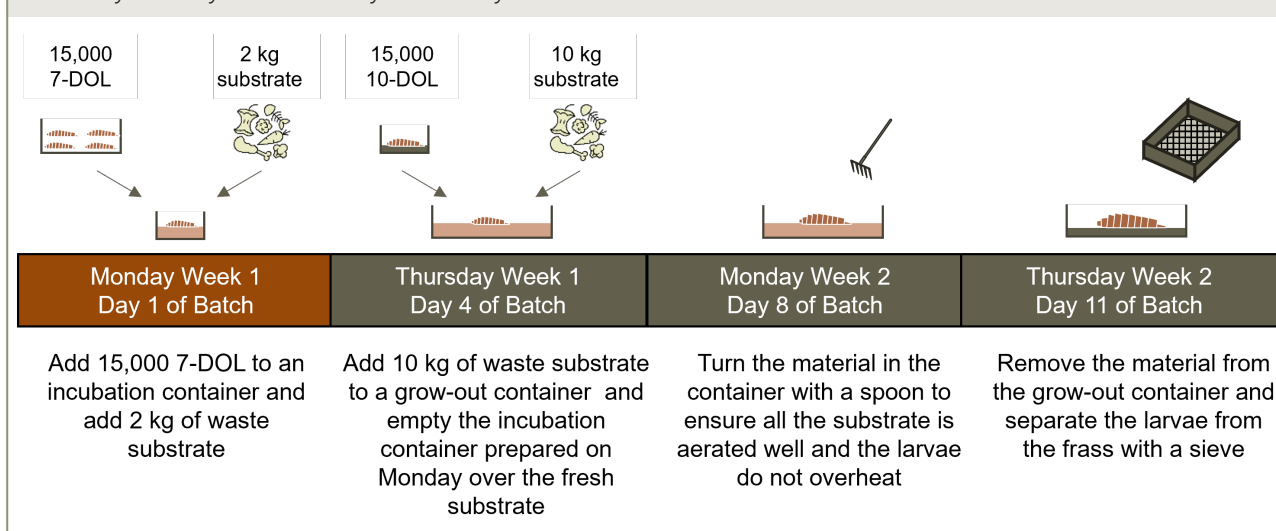 15,000
7-DOL
2 kg
substrate
15,000
10-DOL
10 kg
substrate
Monday Week 1
Day 1 of Batch
Thursday Week 1
Day 4 of Batch
Monday Week 2
Day 8 of Batch
Thursday Week 2
Day 11 of Batch
Add 15,000 7-DOL to an
incubation container and
add 2 kg of waste
substrate
Add 10 kg of waste substrate
to a grow-out container and
empty the incubation
container prepared on
Monday over the fresh
substrate
Turn the material in the
container with a spoon to
ensure all the substrate is
aerated well and the larvae
do not overheat
Remove the material from
the grow-out container and
separate the larvae from
the frass with a sieve